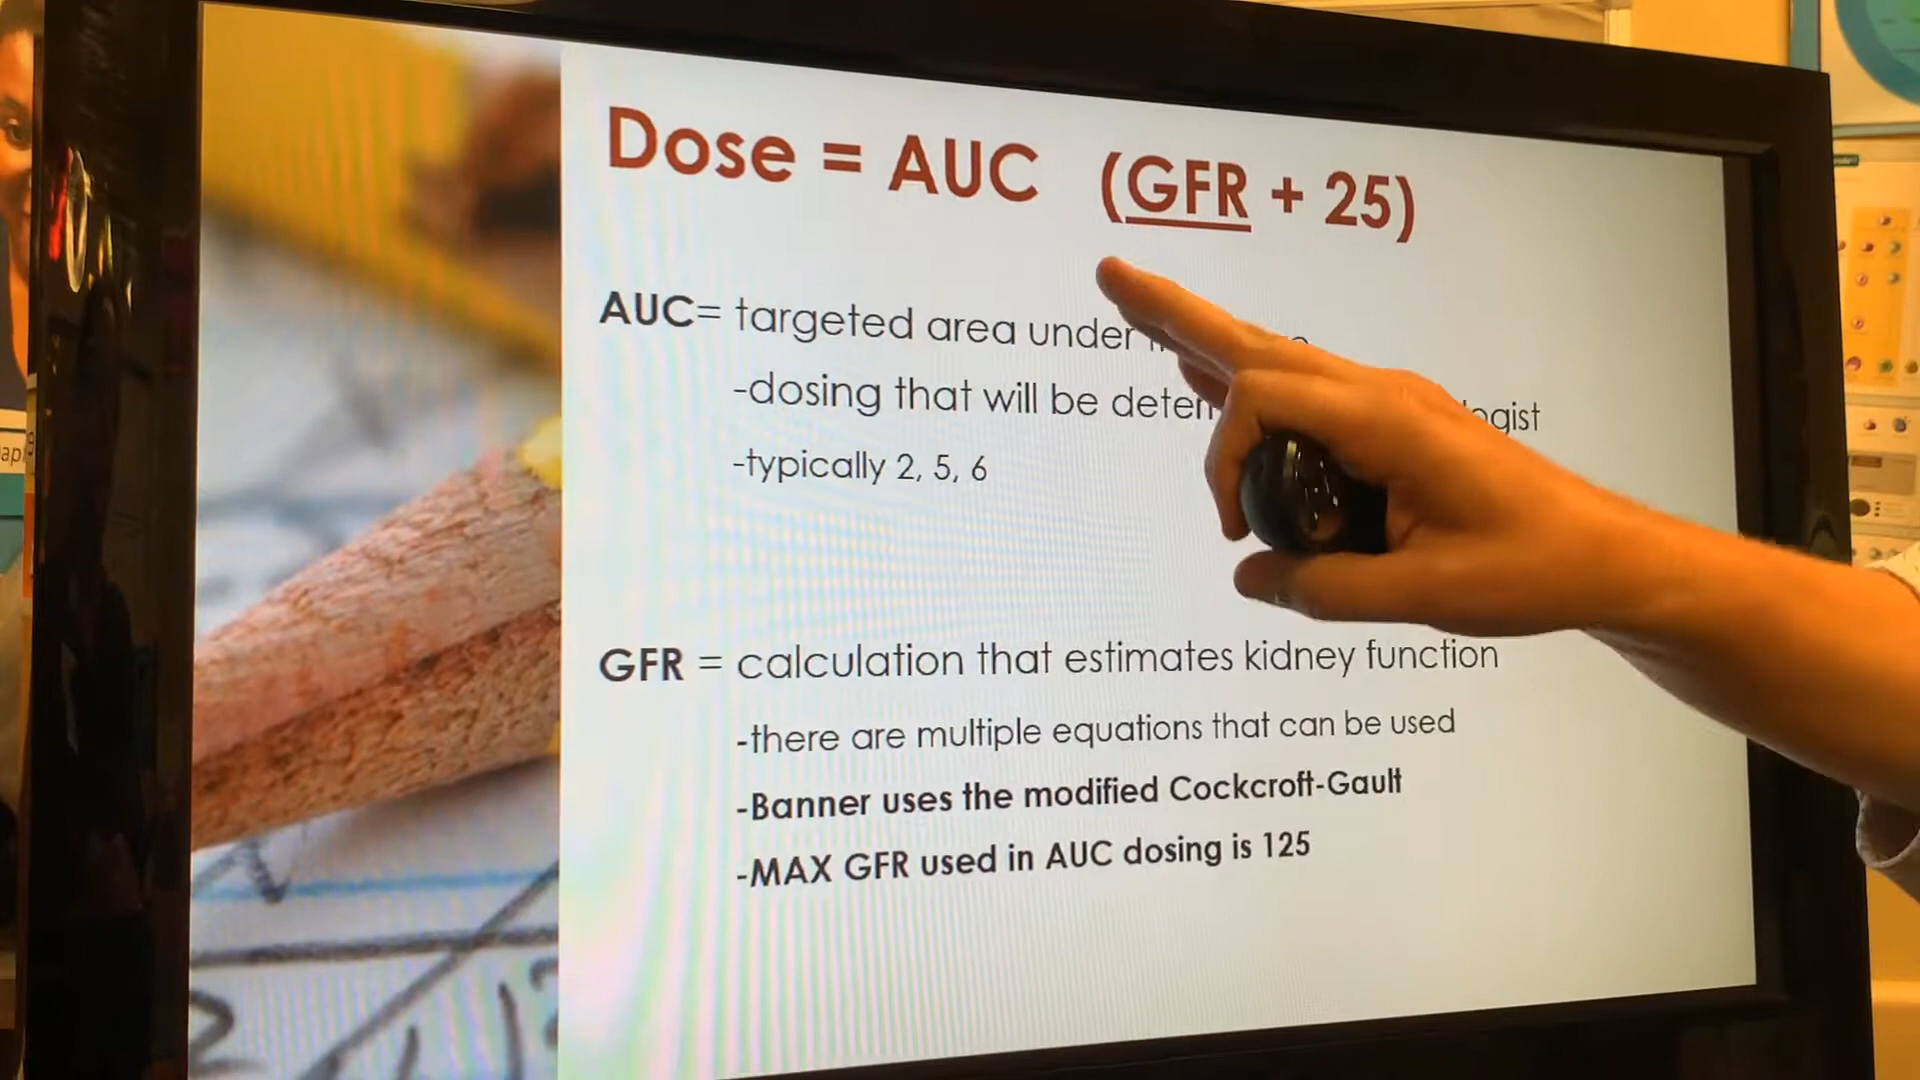 Dose = AUC (GFR + 25)
AUC= targeted area under
-dosing that will be
-typically 2, 5, 6
GFR = calculation that estimates kidney function
-there are multiple equations that can be used
-Banner uses the modified Cockcroft-Gault
-MAX GFR used in AUC dosing is 125